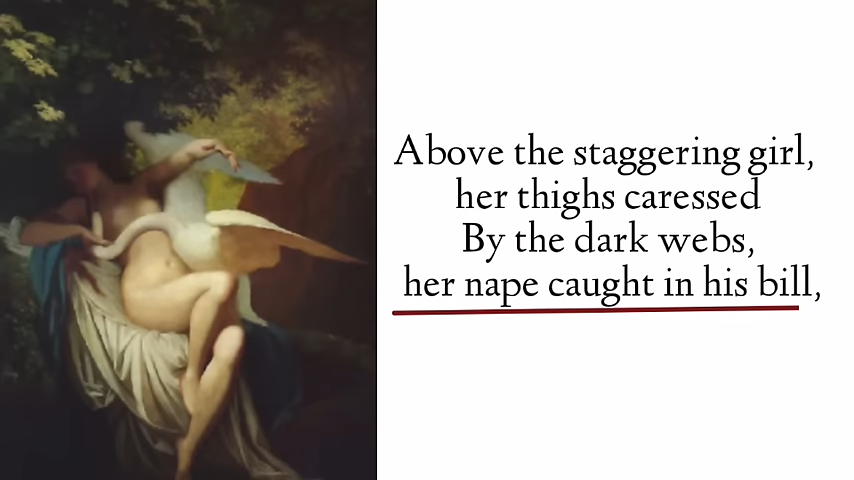 Above the staggering girl,
her thighs caressed
By the dark webs,
her nape caught in his bill,